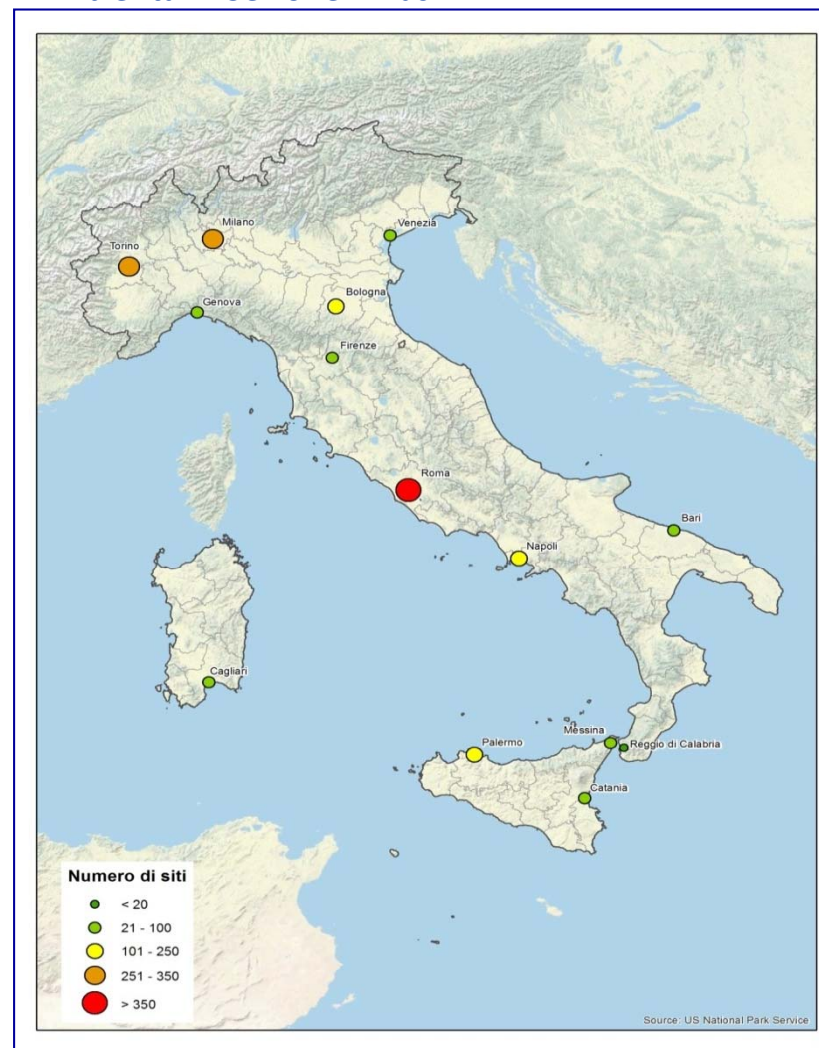 Milano
Venezia
Torino
Bologna
Genova
Firenze
Roma
Bari
Napoli
Cagliari
Messina
Palermo
Reggio di Calabria
Catania
Numero di siti
< 20
21 - 100
101 - 250
251 - 350
> 350
Source: US National Park Service